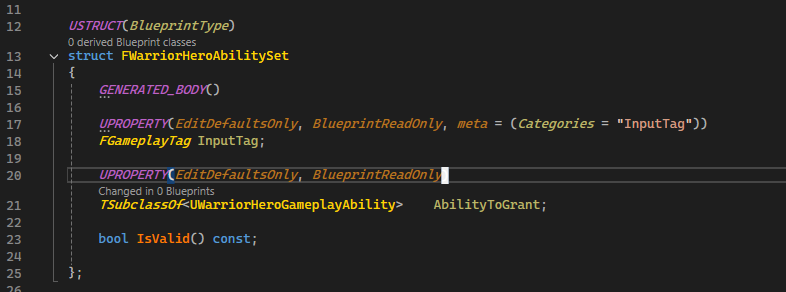 11
12 USTRUCT(BlueprintType)
0 derived Blueprint classes
13 struct FWarriorHeroAbilitySet
14 {
15 GENERATED_BODY()
16
17 UPROPERTY(EditDefaultsOnly, BlueprintReadOnly, meta = (Categories = "InputTag"))
18 FGameplayTag InputTag;
19
20 UPROPERTY(EditDefaultsOnly, BlueprintReadOnly)
Changed in 0 Blueprints
21 TSubclassOf<UWarriorHeroGameplayAbility> AbilityToGrant;
22
23 bool IsValid() const;
24
25 };
26